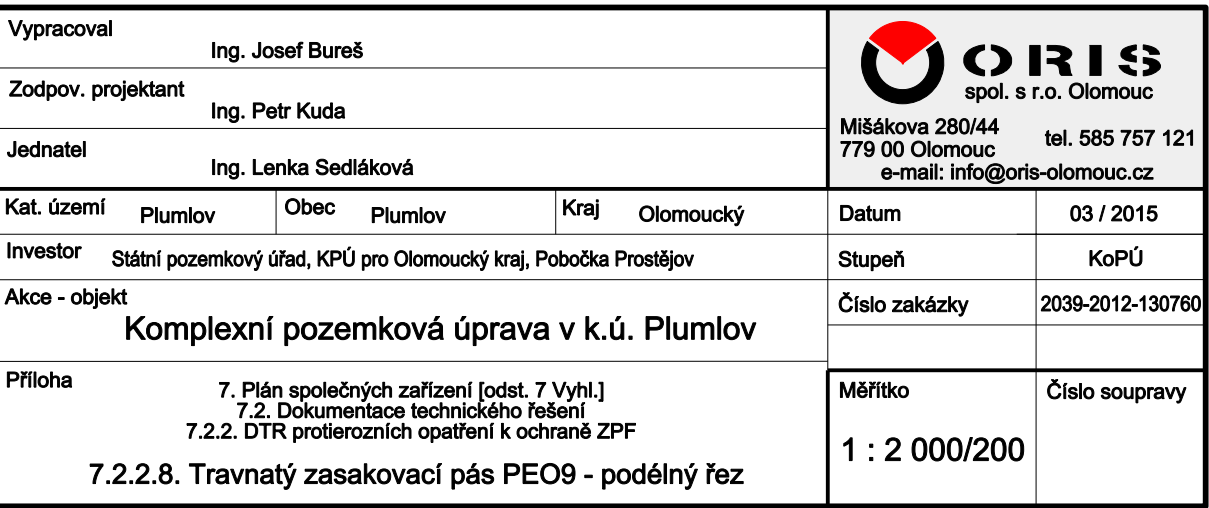 Vypracoval
Ing. Josef Bureš
Zodpov. projektant
Ing. Petr Kuda
Jednatel
Ing. Lenka Sedláková
ORIS
spol. s r.o. Olomouc
Mišákova 280/44
779 00 Olomouc
tel. 585 757 121
e-mail: info@oris-olomouc.cz
Kat. území Plumlov Obec Plumlov Kraj Olomoucký
Datum 03 / 2015
Investor Státní pozemkový úřad, KPÚ pro Olomoucký kraj, Pobočka Prostějov
Stupeň KoPÚ
Akce - objekt
Komplexní pozemková úprava v k.ú. Plumlov
Číslo zakázky 2039-2012-130760
Příloha
7. Plán společných zařízení [odst. 7 Vyhl.]
7.2. Dokumentace technického řešení
7.2.2. DTR protierozních opatření k ochraně ZPF
7.2.2.8. Travnatý zasakovací pás PEO9 - podélný řez
Měřítko
1 : 2 000/200
Číslo soupravy